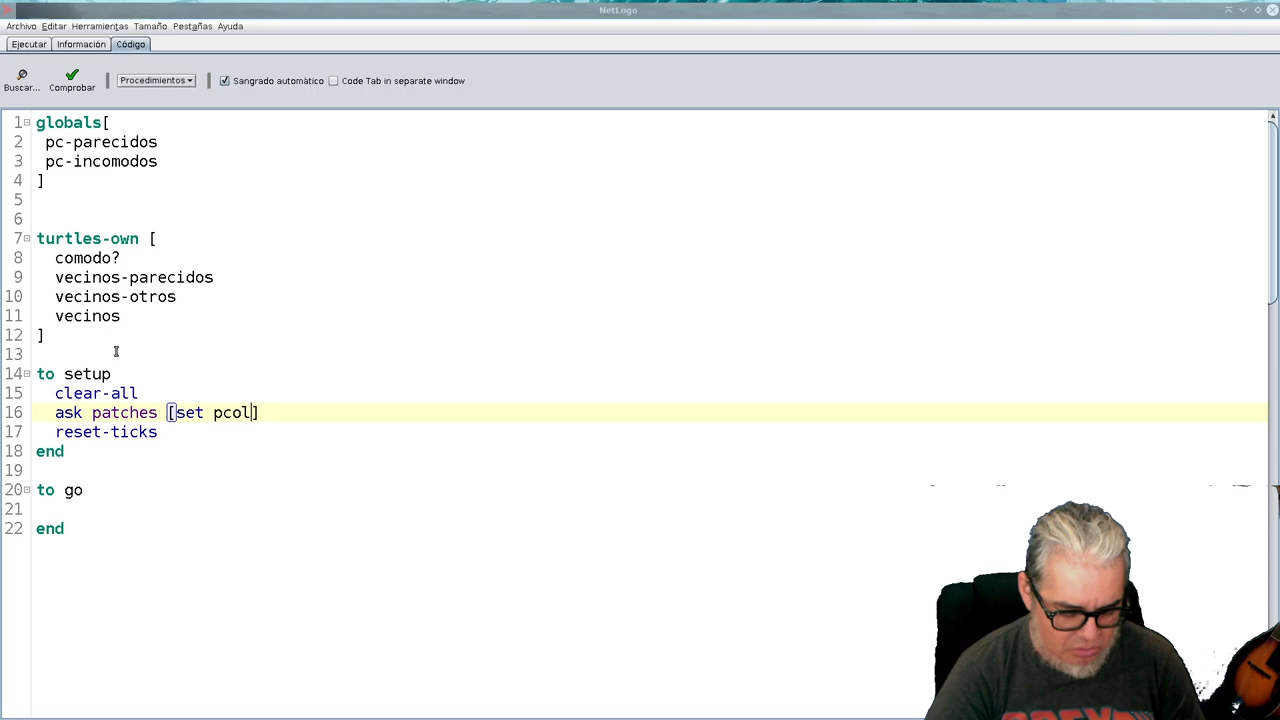 NetLogo
Archivo Editar Herramientas Tamaño Pestañas Ayuda
Ejecutar Información Código
Buscar... Comprobar Procedimientos Sangrado automático Code Tab in separate window
1 globals[
2 pc-parecidos
3 pc-incomodos
4 ]
5
6
7 turtles-own [
8 comodo?
9 vecinos-parecidos
10 vecinos-otros
11 vecinos
12 ]
13
14 to setup
15 clear-all
16 ask patches [set pcol]
17 reset-ticks
18 end
19
20 to go
21
22 end